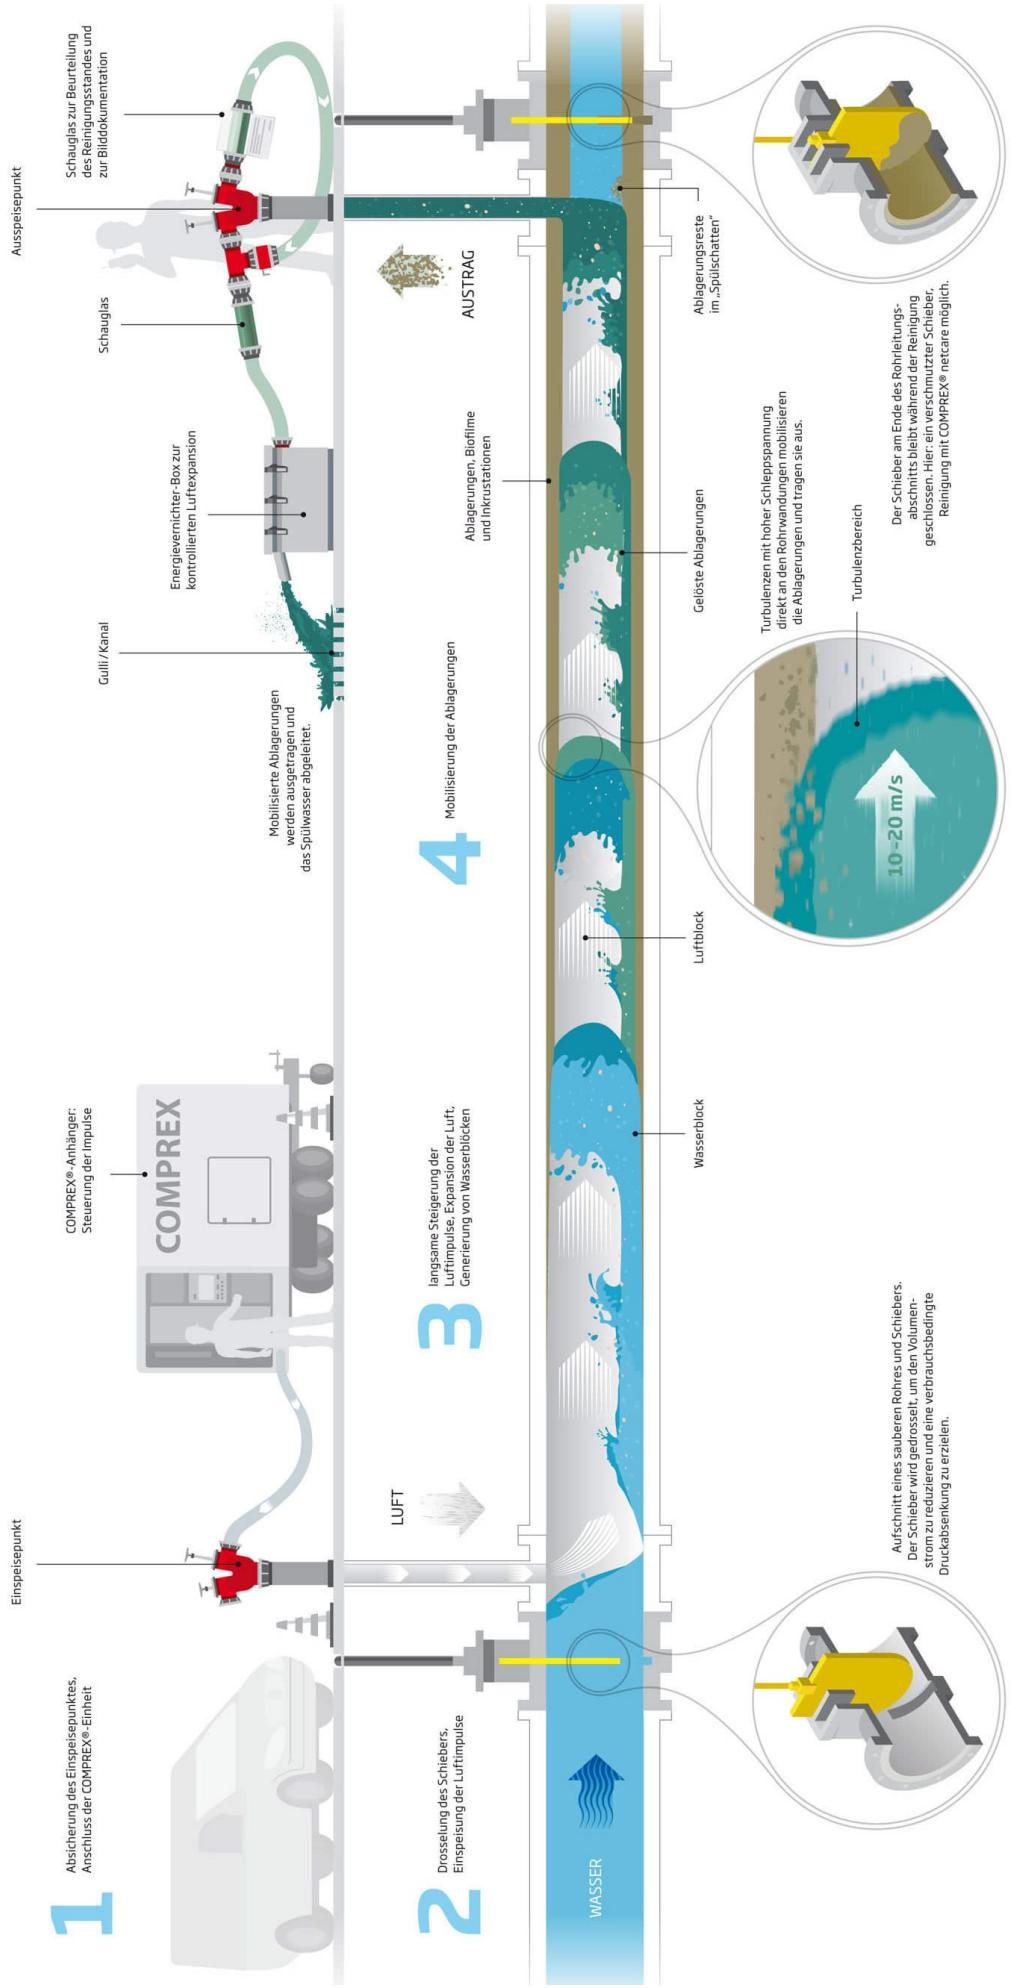 1
Absicherung des Einspeisepunktes,
Anschluss der COMPREX®-Einheit
Einspeisepunkt
COMPREX®-Anhänger:
Steuerung der Impulse
COMPREX
Mobilisierte Ablagerungen
werden ausgetragen und
das Spülwasser abgeleitet.
Gulli/Kanal
Energievernichter-Box zur
kontrollierten Luftexpansion
Schauglas
Ausspeisepunkt
Schauglas zur Beurteilung
des Reinigungsstandes und
zur Bilddokumentation
2
Drosselung des Schiebers,
Einspeisung der Luftimpulse
LUFT
3
langsame Steigerung der
Luftimpulse, Expansion der Luft,
Generierung von Wasserblöcken
4
Mobilisierung der Ablagerungen
Ablagerungen, Biofilme
und Inkrustationen
AUSTRAG
WASSER
Wasserblock
Luftblock
Gelöste Ablagerungen
Ablagerungsreste
im „Spülschatten“
Aufschnitt eines sauberen Rohres und Schiebers.
Der Schieber wird gedrosselt, um den Volumen-
strom zu reduzieren und eine verbrauchsbedingte
Druckabsenkung zu erzielen.
10-20 m/s
Turbulenzen mit hoher Schleppspannung
direkt an den Rohrwandungen mobilisieren
die Ablagerungen und tragen sie aus.
Turbulenzbereich
Der Schieber am Ende des Rohrleitungs-
abschnitts bleibt während der Reinigung
geschlossen. Hier: ein verschmutzter Schieber,
Reinigung mit COMPREX® netcare möglich.